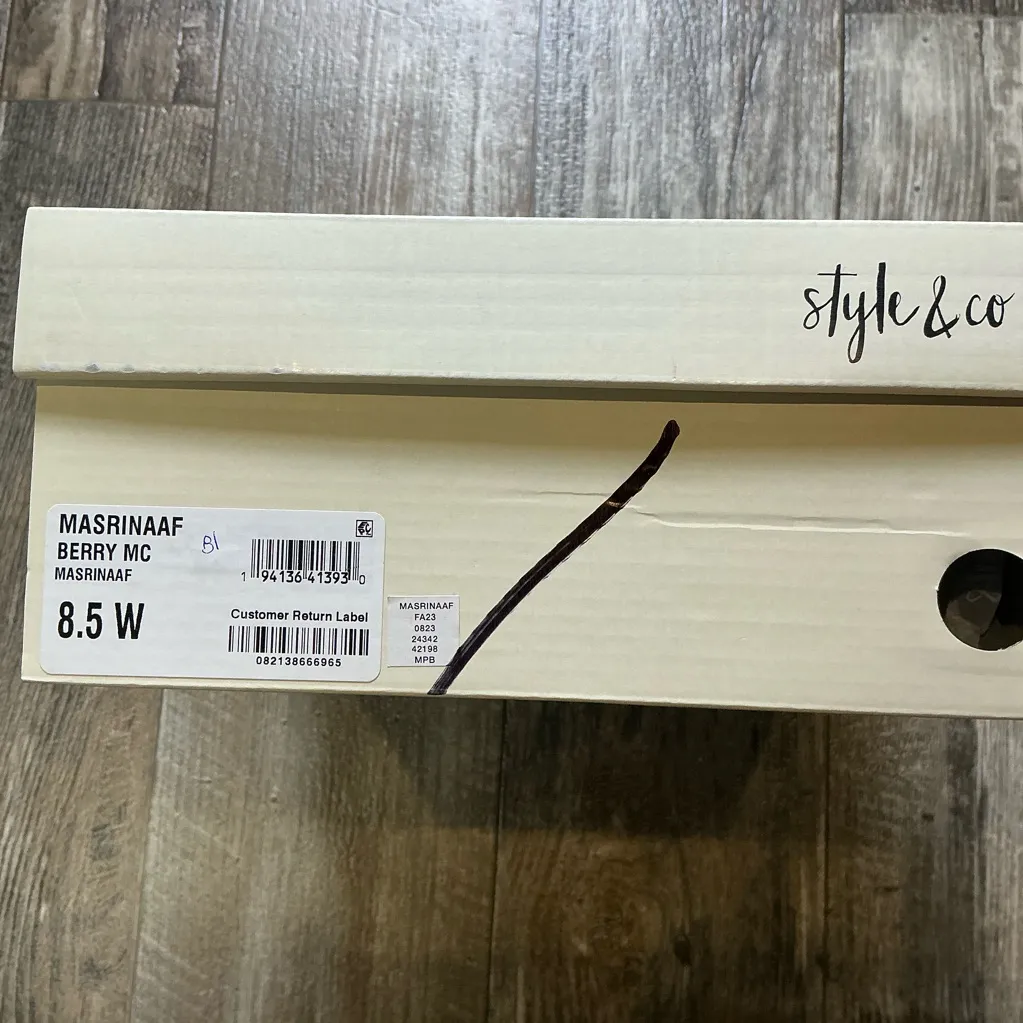 style & co
MASRINAAF
BERRY MC
MASRINAAF
8.5 W
B1
1 94136 41393 0
Customer Return Label
082138666965
MASRINAAF
FA23
0823
24342
42198
MPB